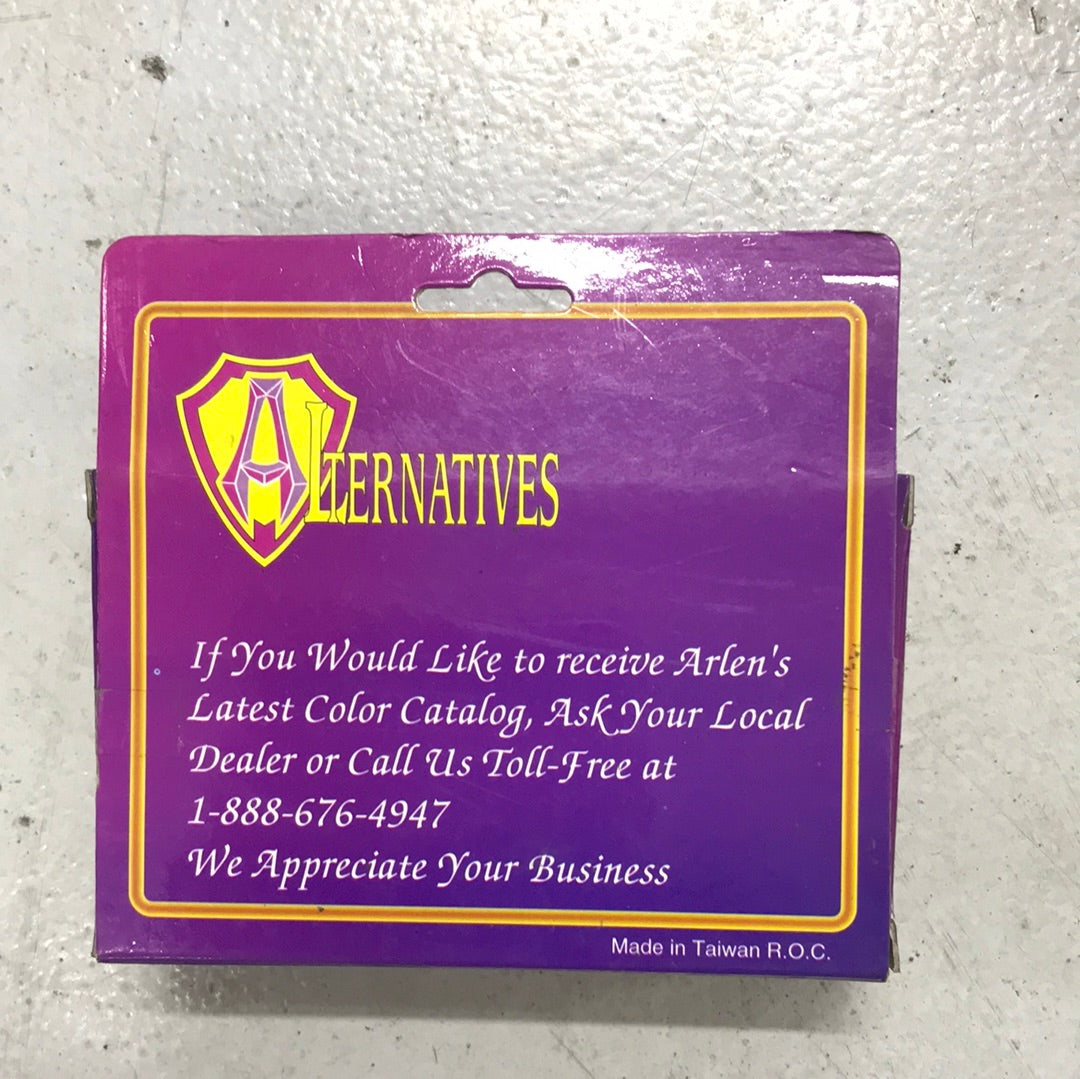 ALTERNATIVES
If You Would Like to receive Arlen's
Latest Color Catalog, Ask Your Local
Dealer or Call Us Toll-Free at
1-888-676-4947
We Appreciate Your Business
Made in Taiwan R.O.C.